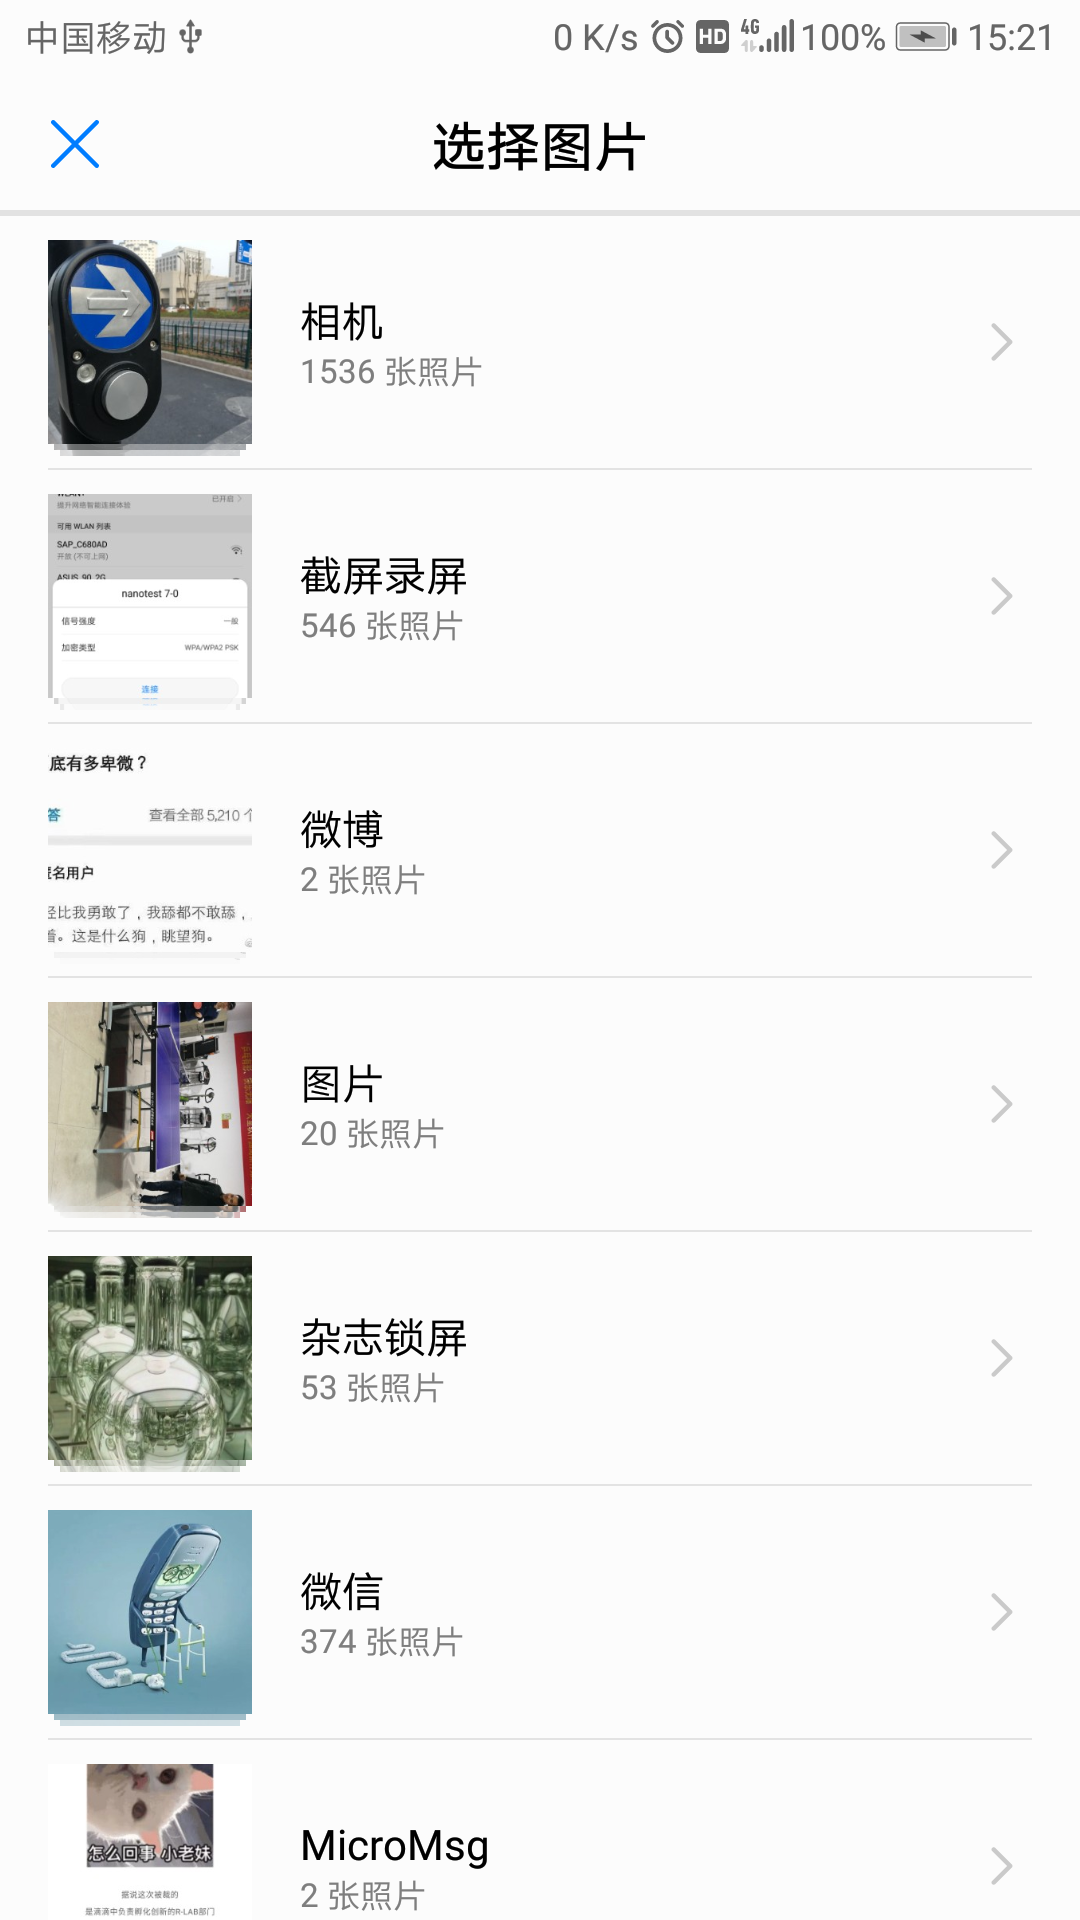 中国移动 0 K/s HD 4G 100% 15:21
选择图片
相机
1536 张照片
提升网络智能连接体验 已开启
可用 WLAN 列表
SAP_C680AD
开放 (不可上网)
ASUS_90_2G
nanotest 7-0
信号强度 一般
加密类型 WPA/WPA2 PSK
连接
截屏录屏
546 张照片
底有多卑微？
答 查看全部 5,210 个
名用户
比我勇敢了，我舔都不敢舔，
着。这是什么狗，眺望狗。
微博
2 张照片
图片
20 张照片
杂志锁屏
53 张照片
微信
374 张照片
怎么回事 小老妹
据说这次被裁的
是滴滴中负责孵化创新的R-LAB部门
MicroMsg
2 张照片